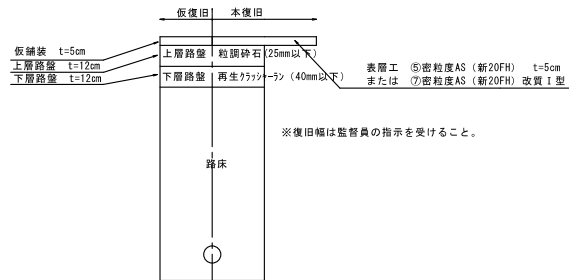 仮復旧 本復旧
仮舗装 t=5cm
上層路盤 t=12cm
下層路盤 t=12cm
上層路盤 粒調砕石(25mm以下)
下層路盤 再生クラッシャーラン(40mm以下)
表層工 ⑤密粒度AS(新20FH) t=5cm
または ⑦密粒度AS(新20FH)改質Ⅰ型
※復旧幅は監督員の指示を受けること。
路床